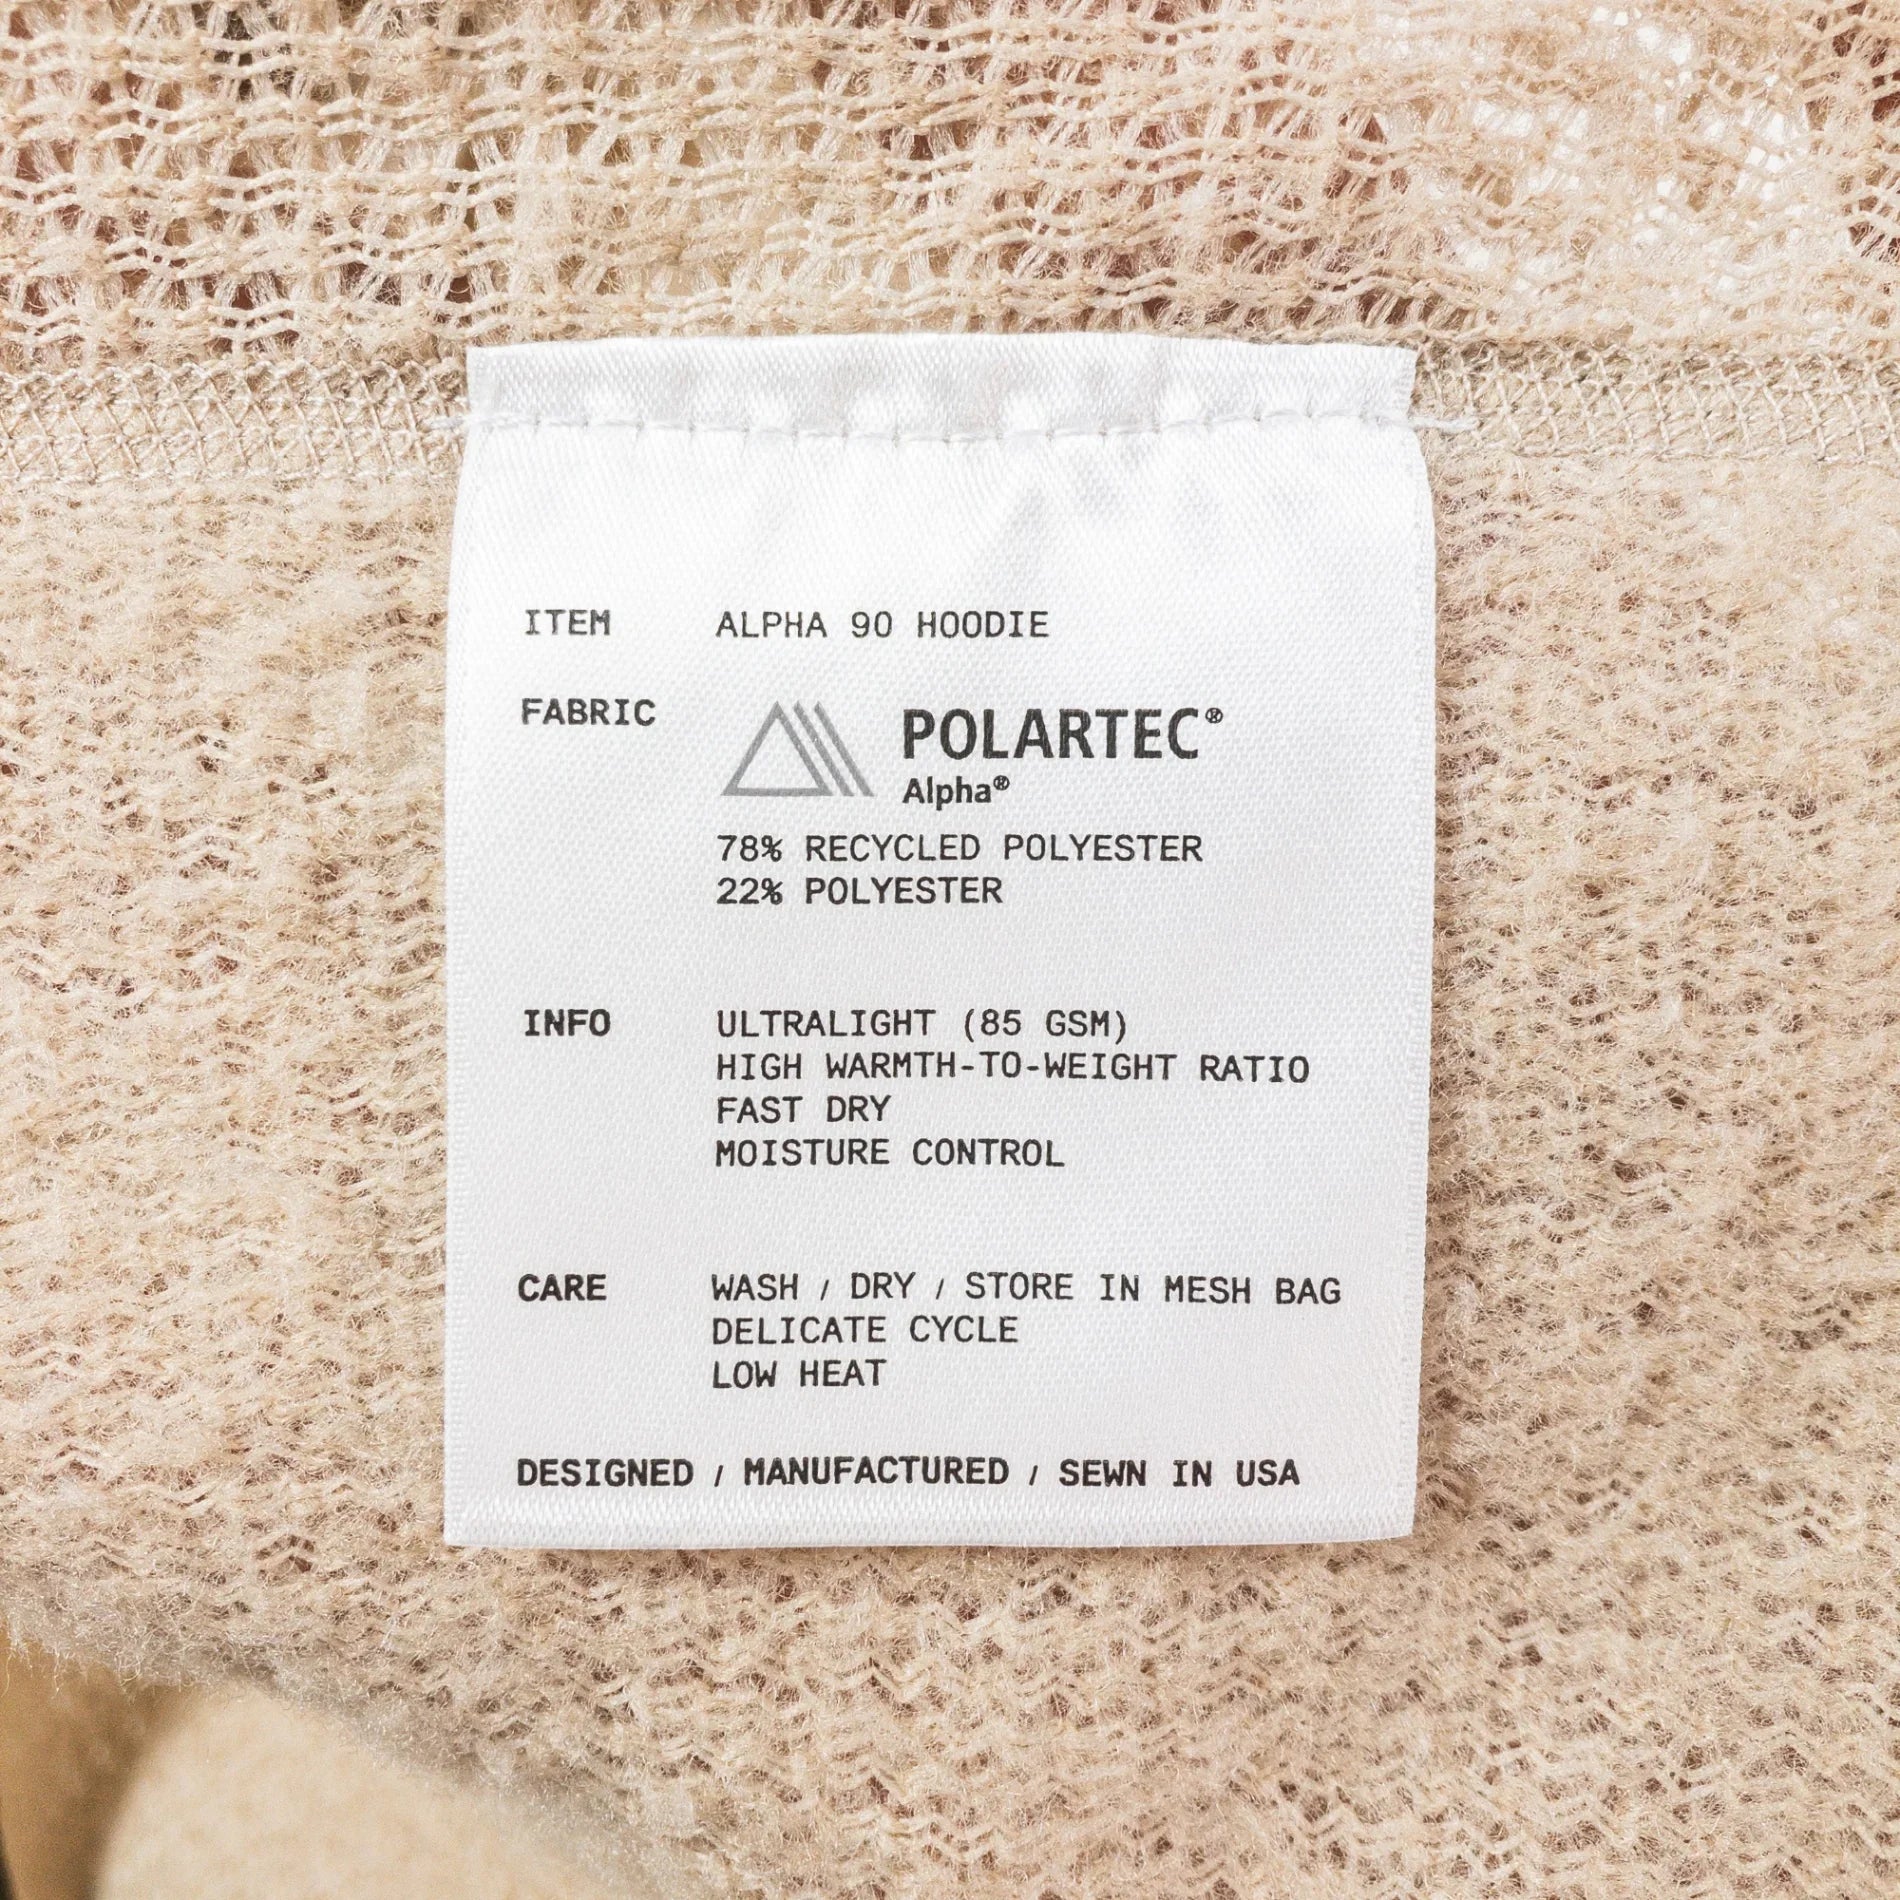 ITEM ALPHA 90 HOODIE
FABRIC POLARTEC®
Alpha®
78% RECYCLED POLYESTER
22% POLYESTER
INFO ULTRALIGHT (85 GSM)
HIGH WARMTH-TO-WEIGHT RATIO
FAST DRY
MOISTURE CONTROL
CARE WASH / DRY / STORE IN MESH BAG
DELICATE CYCLE
LOW HEAT
DESIGNED / MANUFACTURED / SEWN IN USA